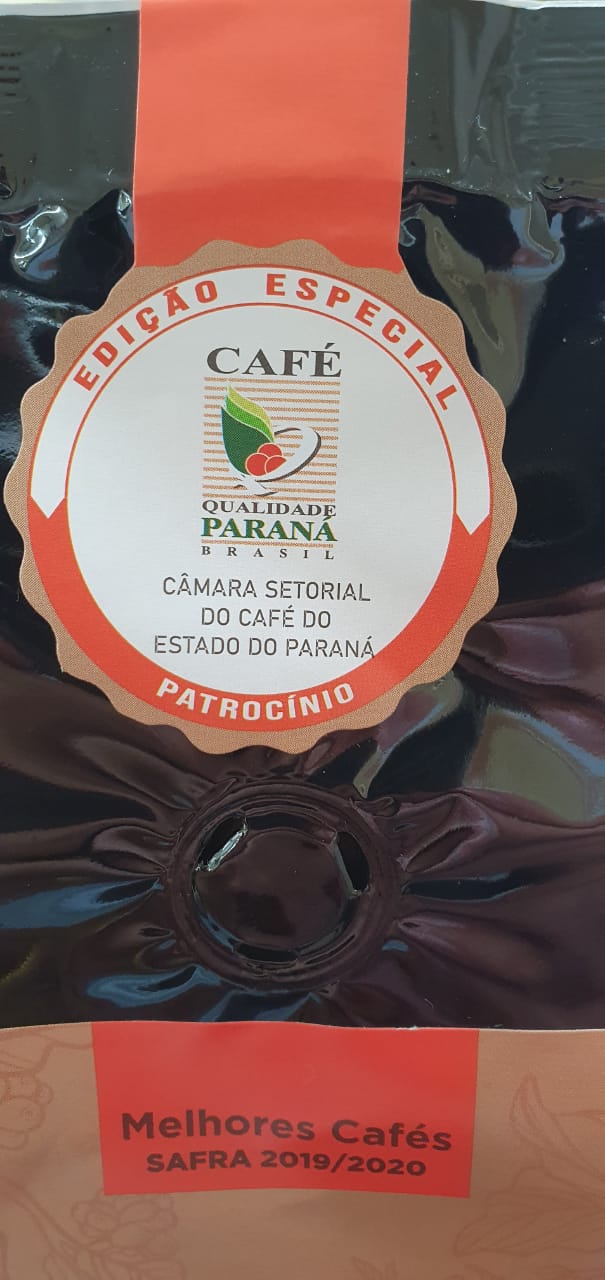 EDIÇÃO ESPECIAL
CAFÉ
QUALIDADE
PARANÁ
BRASIL
CÂMARA SETORIAL
DO CAFÉ DO
ESTADO DO PARANÁ
PATROCÍNIO
Melhores Cafés
SAFRA 2019/2020